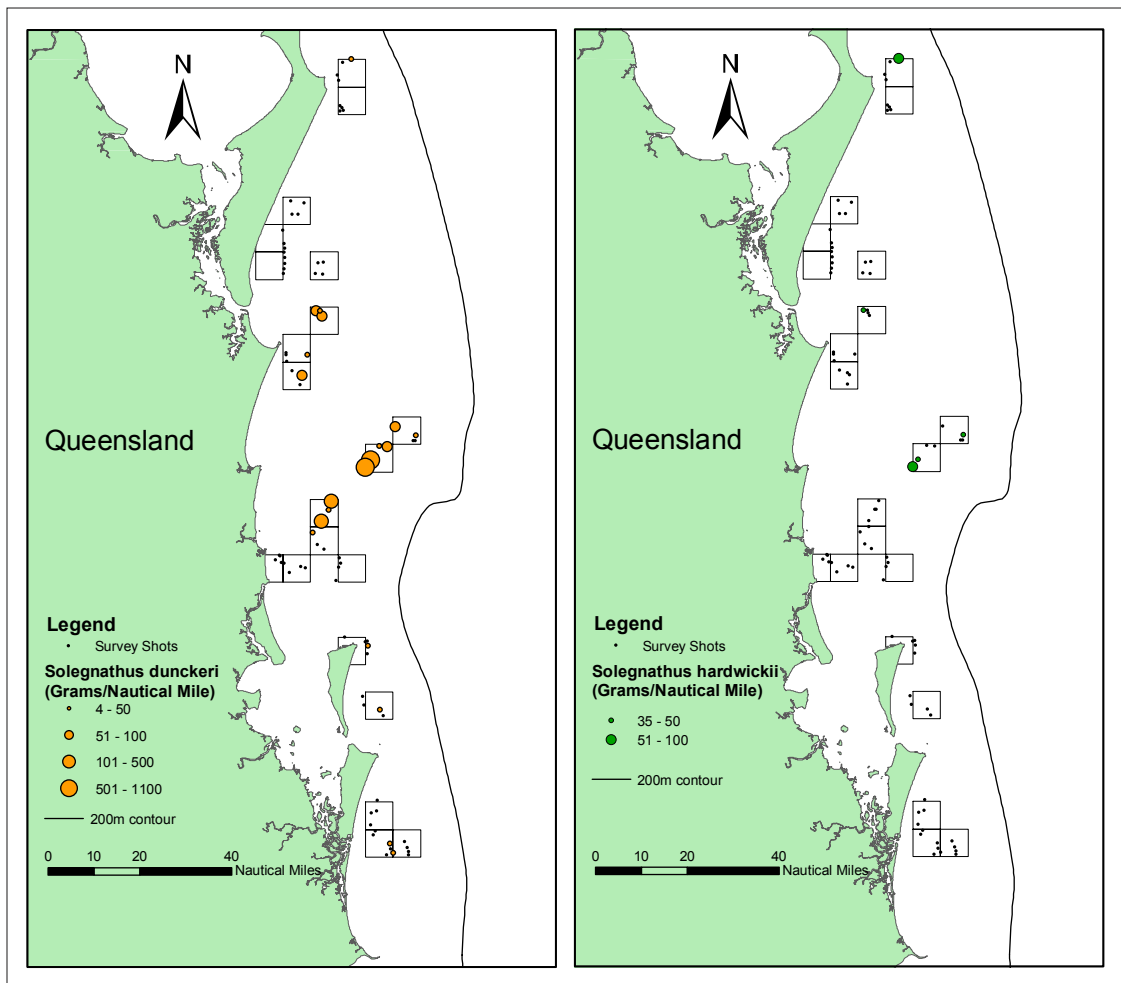 N
Queensland
Legend
Survey Shots
Solegnathus dunckeri
(Grams/Nautical Mile)
4 - 50
51 - 100
101 - 500
501 - 1100
200m contour
0 10 20 40
Nautical Miles
N
Queensland
Legend
Survey Shots
Solegnathus hardwickii
(Grams/Nautical Mile)
35 - 50
51 - 100
200m contour
0 10 20 40
Nautical Miles